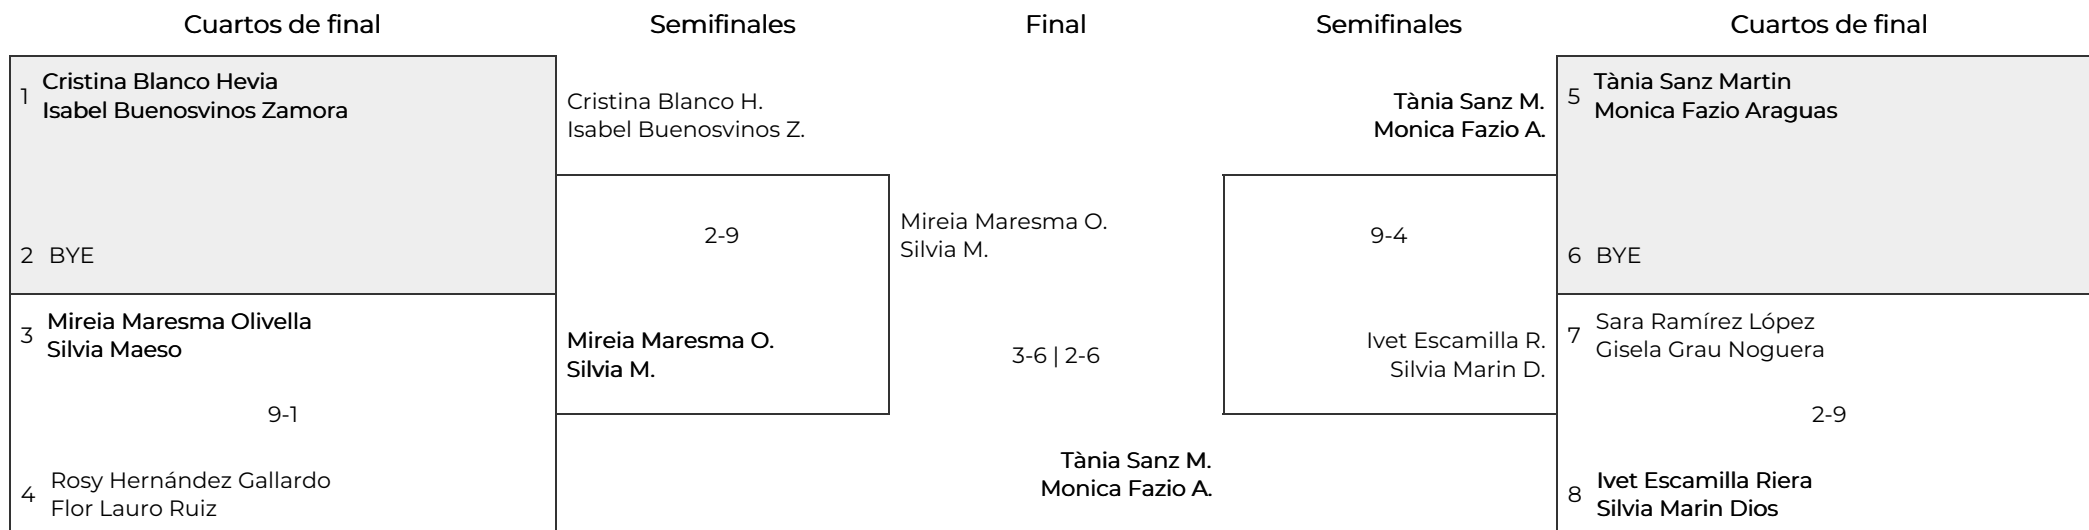 Cuartos de final
Semifinales
Final
Semifinales
Cuartos de final
1
Cristina Blanco Hevia
Isabel Buenosvinos Zamora
2 BYE
3
Mireia Maresma Olivella
Silvia Maeso
9-1
4
Rosy Hernández Gallardo
Flor Lauro Ruiz
Cristina Blanco H.
Isabel Buenosvinos Z.
2-9
Mireia Maresma O.
Silvia M.
Mireia Maresma O.
Silvia M.
3-6 | 2-6
Tània Sanz M.
Monica Fazio A.
Tània Sanz M.
Monica Fazio A.
9-4
Ivet Escamilla R.
Silvia Marin D.
5
Tània Sanz Martin
Monica Fazio Araguas
6 BYE
7
Sara Ramírez López
Gisela Grau Noguera
2-9
8
Ivet Escamilla Riera
Silvia Marin Dios